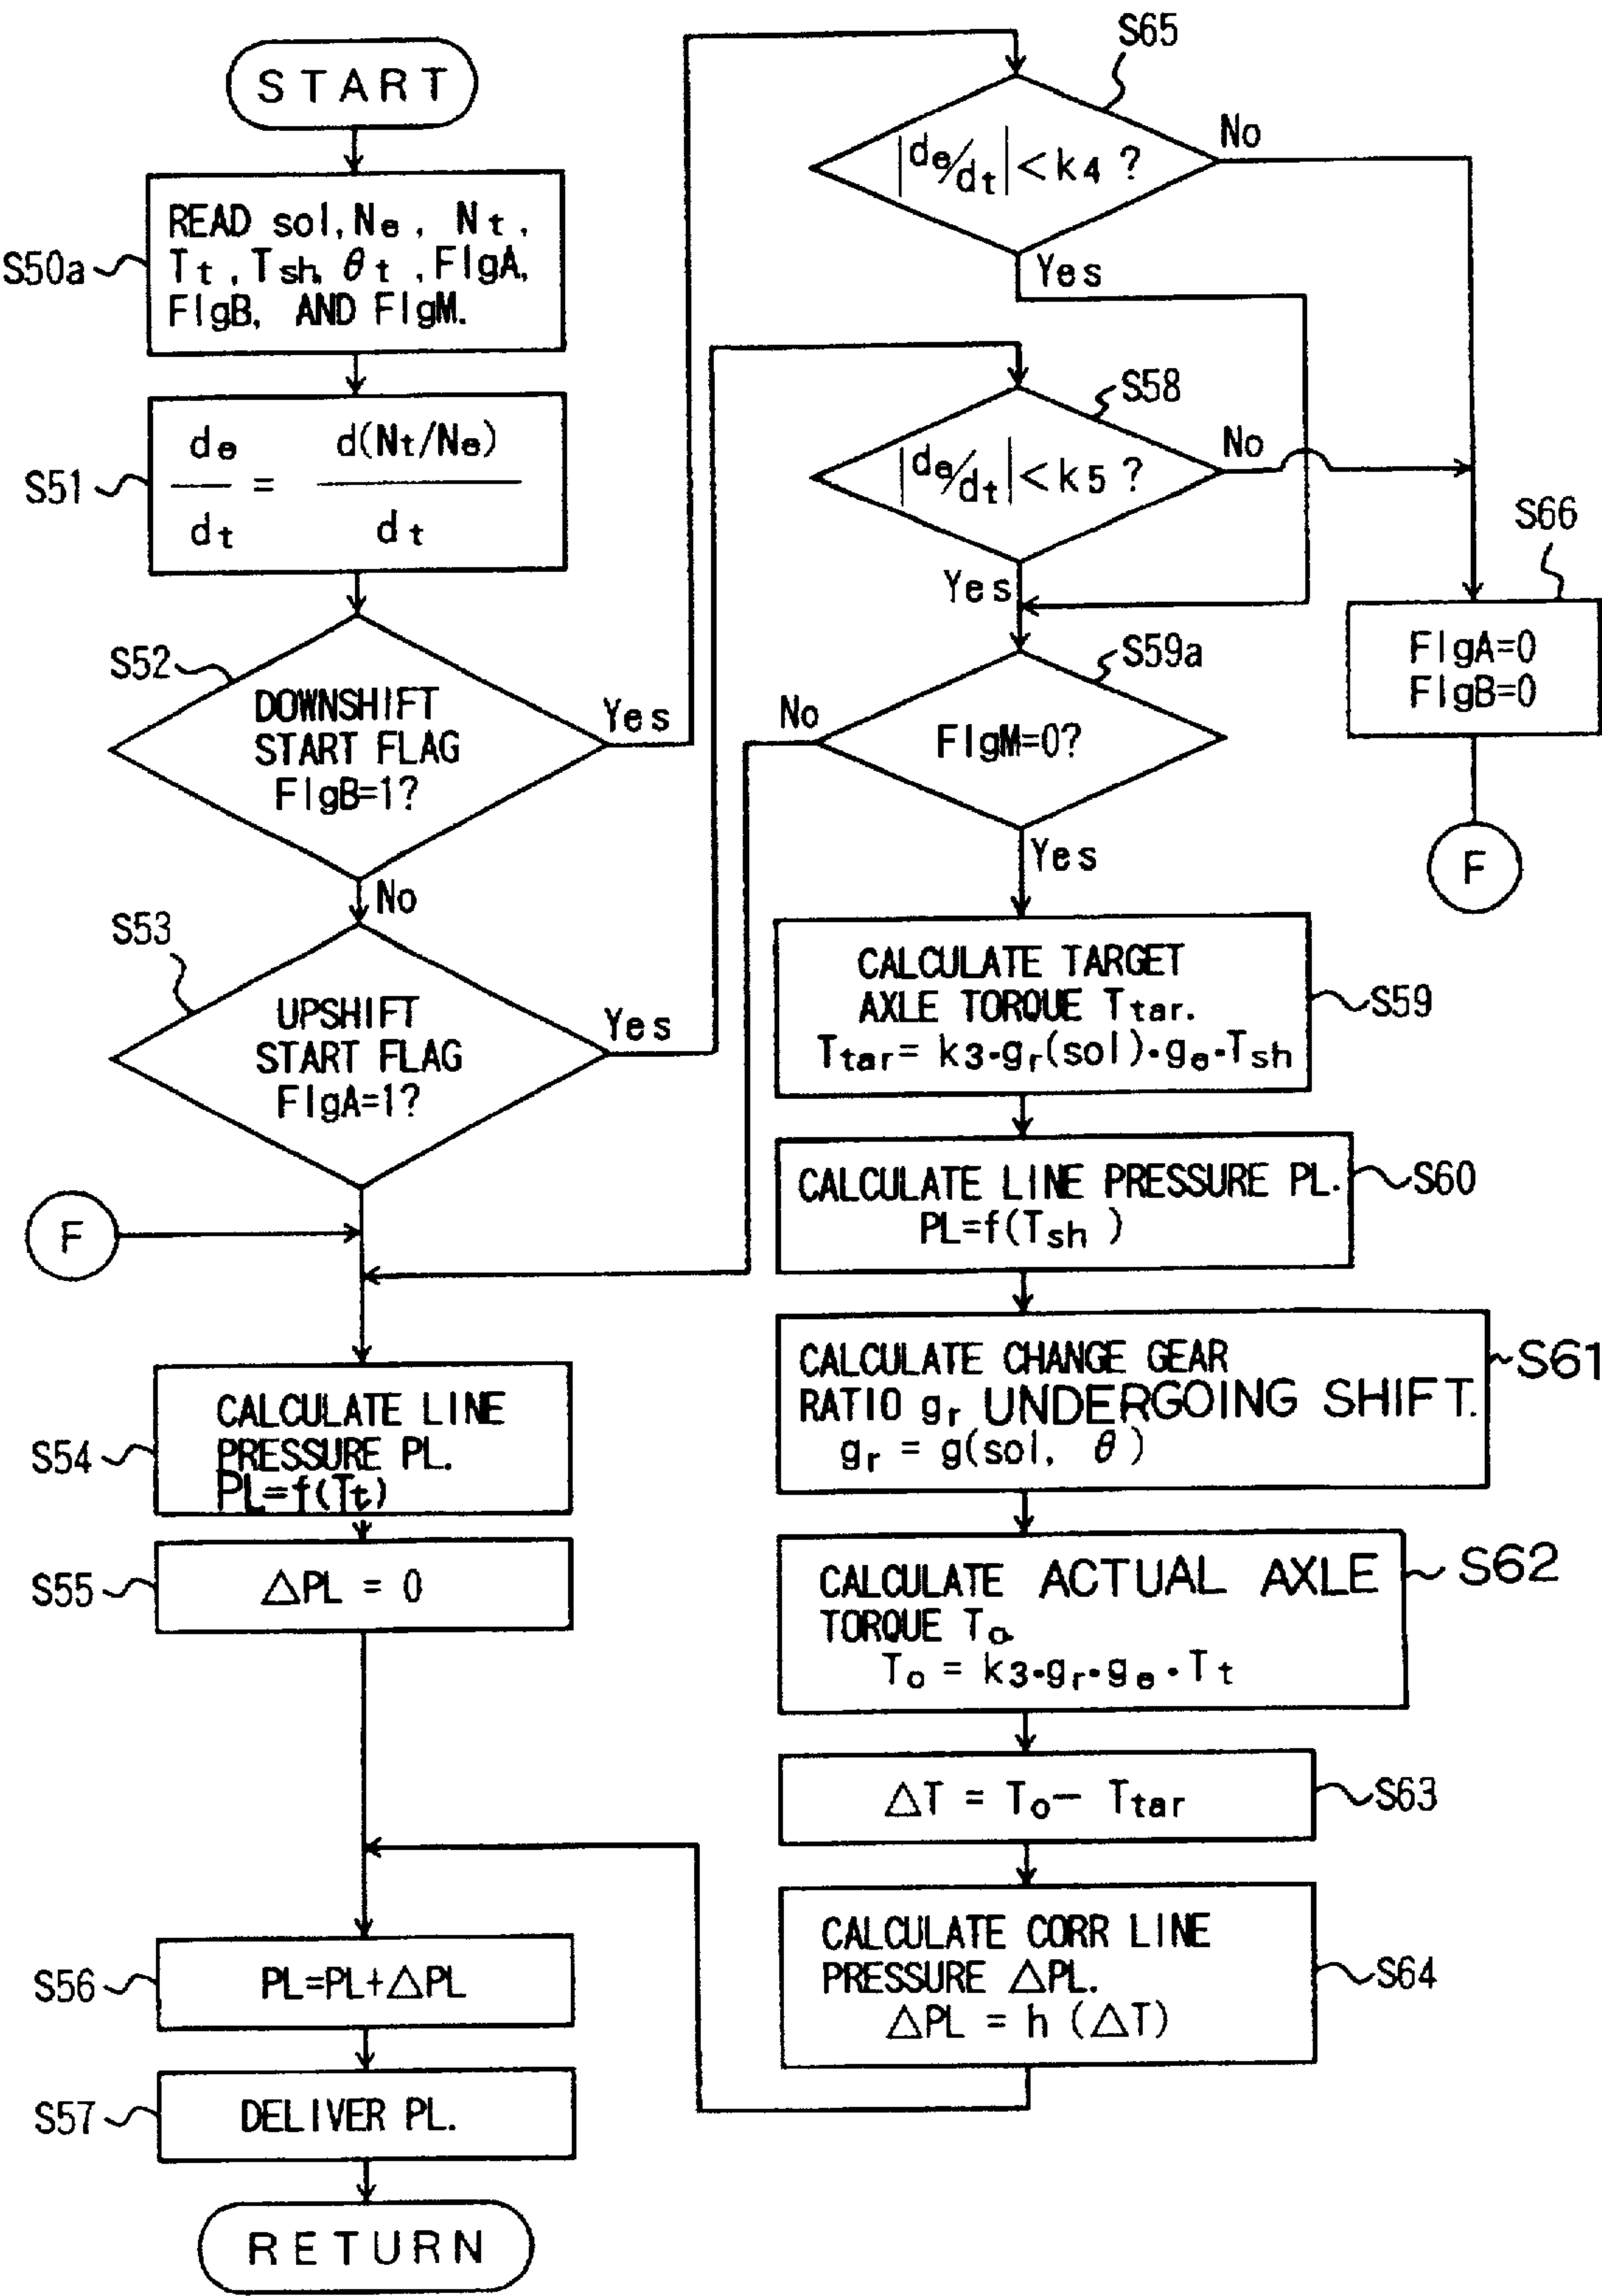 START
S50a
READ sol, Ne, Nt,
Tt, Tsh, θt, FlgA,
FlgB, AND FlgM.
S51
de/dt = d(Nt/Ne)/dt
S52
DOWNSHIFT
START FLAG
FlgB=1?
Yes
No
S53
UPSHIFT
START FLAG
FlgA=1?
Yes
F
S54
CALCULATE LINE
PRESSURE PL.
PL=f(Tt)
S55
△PL = 0
S56
PL=PL+△PL
S57
DELIVER PL.
RETURN
S65
|de/dt| < k4 ?
No
Yes
S58
|de/dt| < k5 ?
No
Yes
S66
FlgA=0
FlgB=0
F
S59a
FlgM=0?
No
Yes
S59
CALCULATE TARGET
AXLE TORQUE Ttar.
Ttar= k3·gr(sol)·ge·Tsh
S60
CALCULATE LINE PRESSURE PL.
PL=f(Tsh )
S61
CALCULATE CHANGE GEAR
RATIO gr UNDERGOING SHIFT.
gr = g(sol, θ )
S62
CALCULATE ACTUAL AXLE
TORQUE To.
To = k3·gr·ge·Tt
S63
△T = To− Ttar
S64
CALCULATE CORR LINE
PRESSURE △PL.
△PL = h (△T)